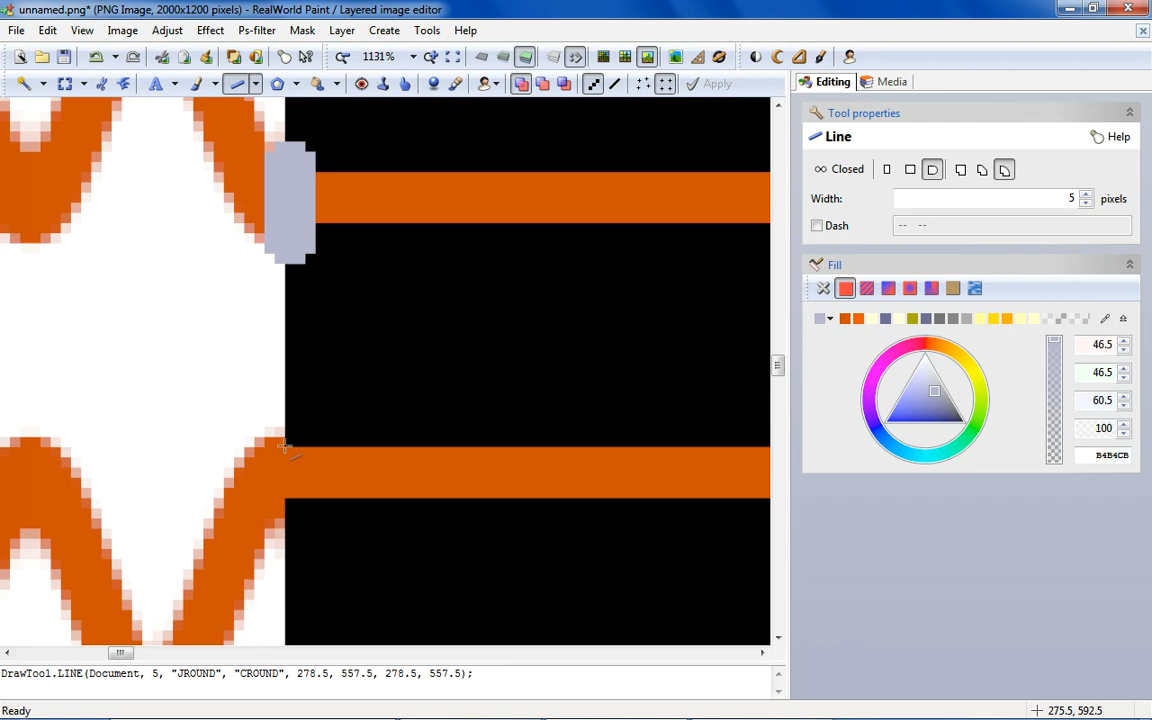 unnamed.png* (PNG Image, 2000x1200 pixels) - RealWorld Paint / Layered image editor
File Edit View Image Adjust Effect Ps-filter Mask Layer Create Tools Help
1131%
Apply
Editing Media
Tool properties
Line Help
Closed
Width: 5 pixels
Dash -- --
Fill
46.5
46.5
60.5
100
B4B4CB
DrawTool.LINE(Document, 5, "JROUND", "CROUND", 278.5, 557.5, 278.5, 557.5);
Ready 275.5, 592.5